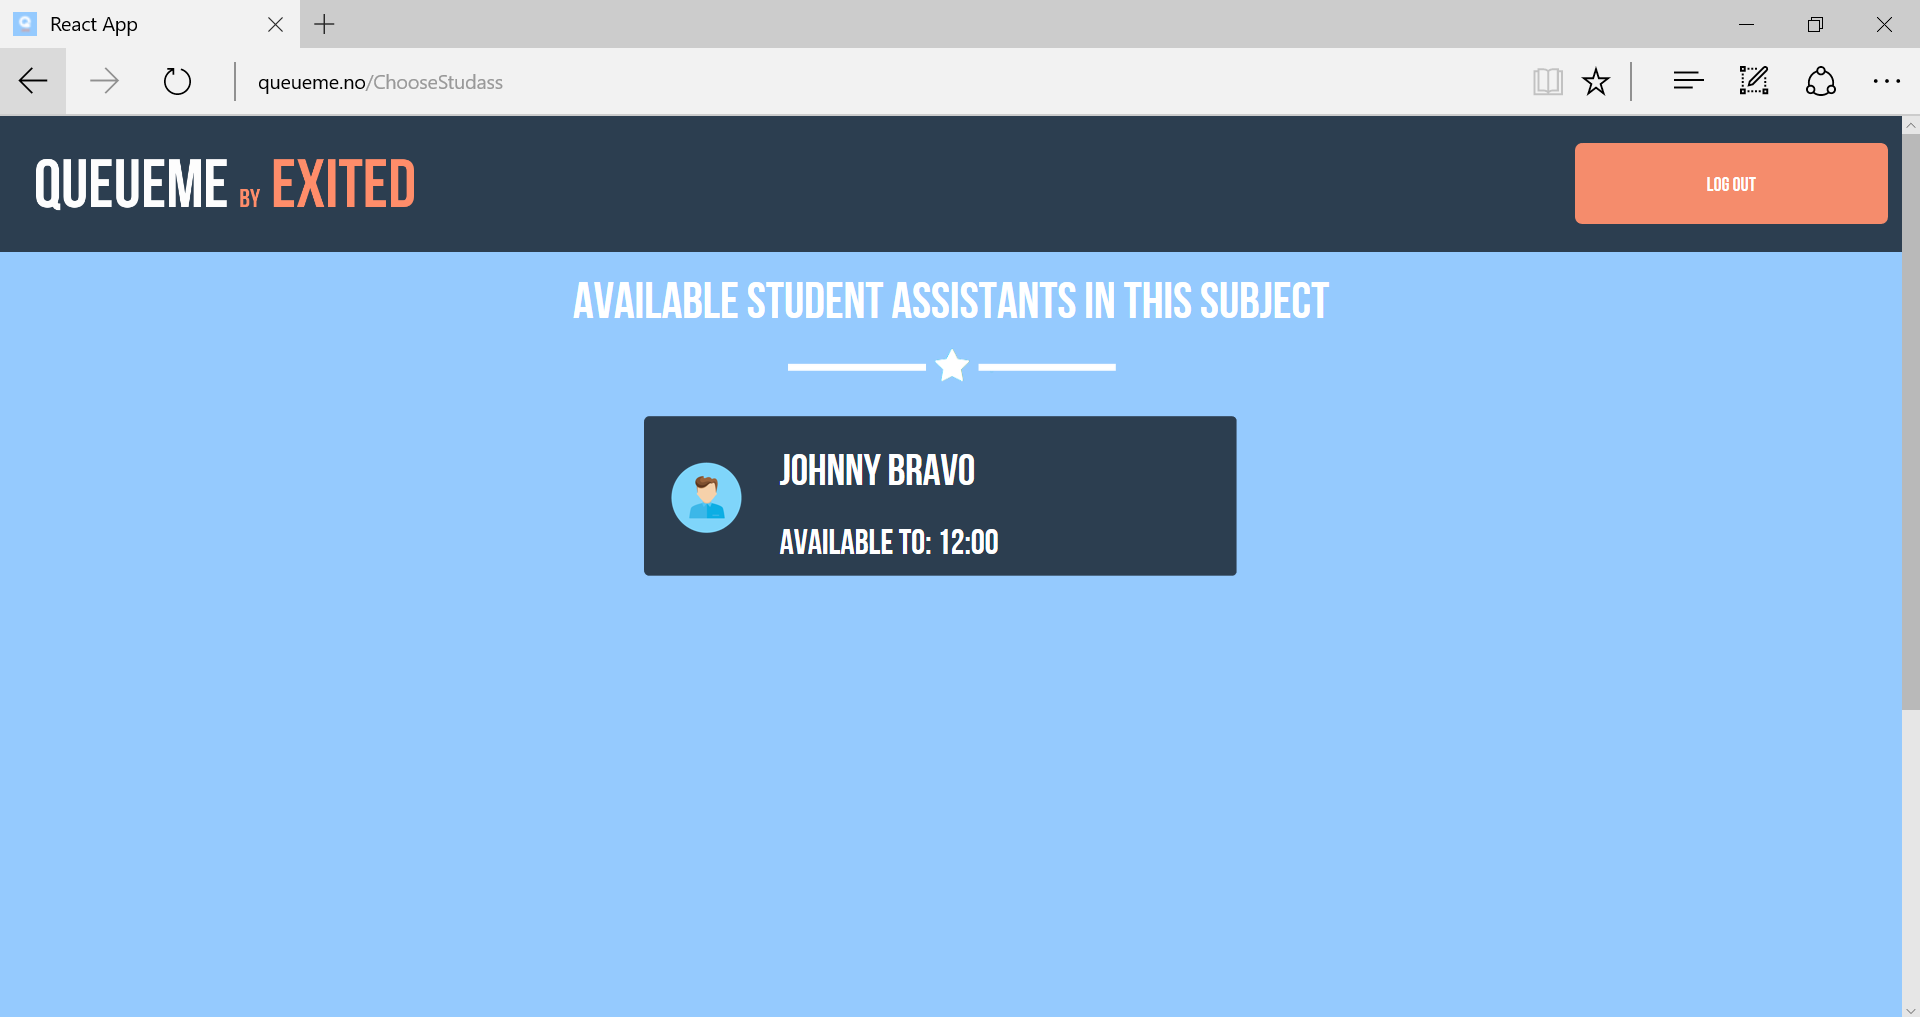 React App
queueme.no/ChooseStudass
QUEUEME BY EXITED
LOG OUT
AVAILABLE STUDENT ASSISTANTS IN THIS SUBJECT
JOHNNY BRAVO
AVAILABLE TO: 12:00